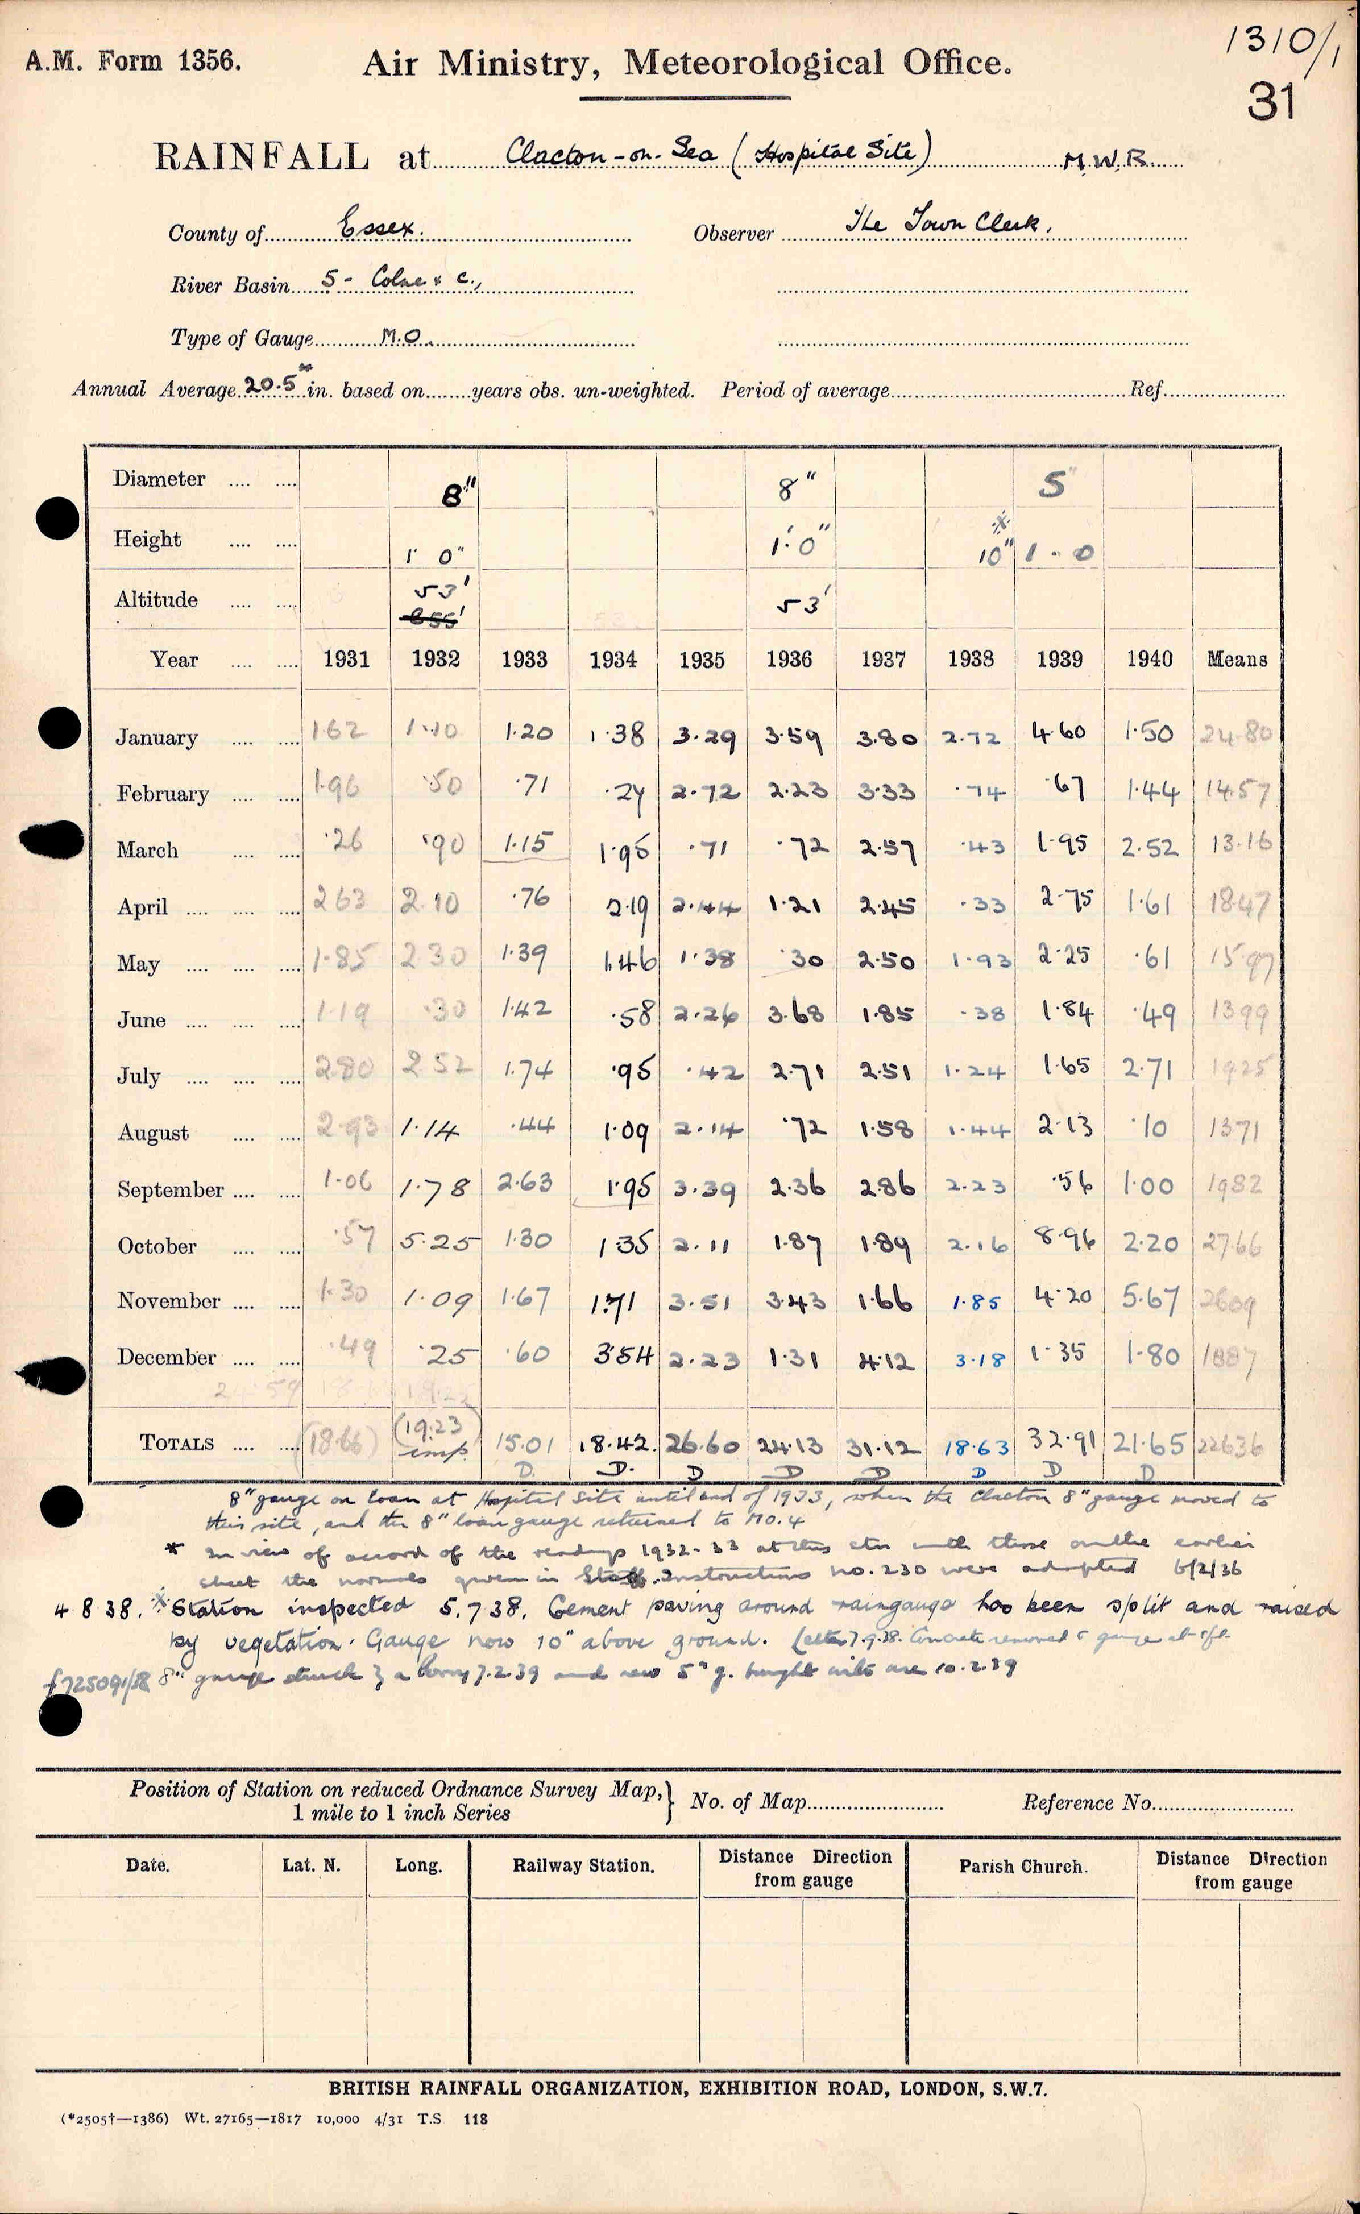 1310/1
A.M. Form 1356. Air Ministry, Meteorological Office.
31
RAINFALL at Clacton-on-Sea (Hospital Site) M.W.R.
County of Essex. Observer The Town Clerk.
River Basin 5 - Colne & c.,
Type of Gauge M.O.
Annual Average 20.5* in. based on years obs. un-weighted. Period of average Ref.
Diameter 8" 8" 5"
Height 1' 0" 1' 0" * 10" 1 - 0
Altitude 53' 53'
Year 1931 1932 1933 1934 1935 1936 1937 1938 1939 1940 Means
January 1.62 1.10 1.20 1.38 3.29 3.59 3.80 2.72 4.60 1.50 24.80
February 1.96 .50 .71 .24 2.72 2.23 3.33 .74 .67 1.44 14.57
March .26 .90 1.15 1.95 .71 .72 2.57 .43 1.95 2.52 13.16
April 2.63 2.10 .76 2.19 2.44 1.21 2.45 .33 2.75 1.61 18.47
May 1.85 2.30 1.39 1.46 1.38 .30 2.50 1.93 2.25 .61 15.97
June 1.19 .30 1.42 .58 2.26 3.68 1.85 .38 1.84 .49 13.99
July 2.80 2.52 1.74 .95 .42 2.71 2.51 1.24 1.65 2.71 19.25
August 2.93 1.14 .44 1.09 2.14 .72 1.58 1.44 2.13 .10 13.71
September 1.06 1.78 2.63 1.95 3.39 2.36 2.86 2.23 .56 1.00 19.82
October .57 5.25 1.30 1.35 2.11 1.87 1.89 2.16 8.96 2.20 27.66
November 1.30 1.09 1.67 1.71 3.51 3.43 1.66 1.85 4.20 5.67 26.09
December .49 .25 .60 3.54 2.23 1.31 4.12 3.18 1.35 1.80 18.87
24.59
TOTALS (18.66) (19.23) 15.01 18.42 26.60 24.13 31.12 18.63 32.91 21.65 226.36
imp. D. D. D D D D D D
8" gauge on loan at Hospital Site until end of 1933, when the Clacton 8" gauge moved to
this site, and the 8" loan gauge returned to M.O.4
* In view of accord of the readings 1932-33 at this stn with those on the earlier
sheet the normals given in Staff Instructions no. 230 were adopted 6/2/36
4 8 38. * Station inspected 5.7.38. Cement paving around raingauge has been split and raised
by vegetation. Gauge now 10" above ground. (letter 7.9.38. Concrete removed & gauge at 1ft.
8" gauge struck by a lorry 7.2.39 and new 5" g. bought into use 10.2.39
Position of Station on reduced Ordnance Survey Map, } No. of Map Reference No.
1 mile to 1 inch Series
Date. Lat. N. Long. Railway Station. Distance Direction from gauge Parish Church. Distance Direction from gauge
BRITISH RAINFALL ORGANIZATION, EXHIBITION ROAD, LONDON, S.W.7.
(*2505†—1386) Wt. 27165—1817 10,000 4/31 T.S. 118